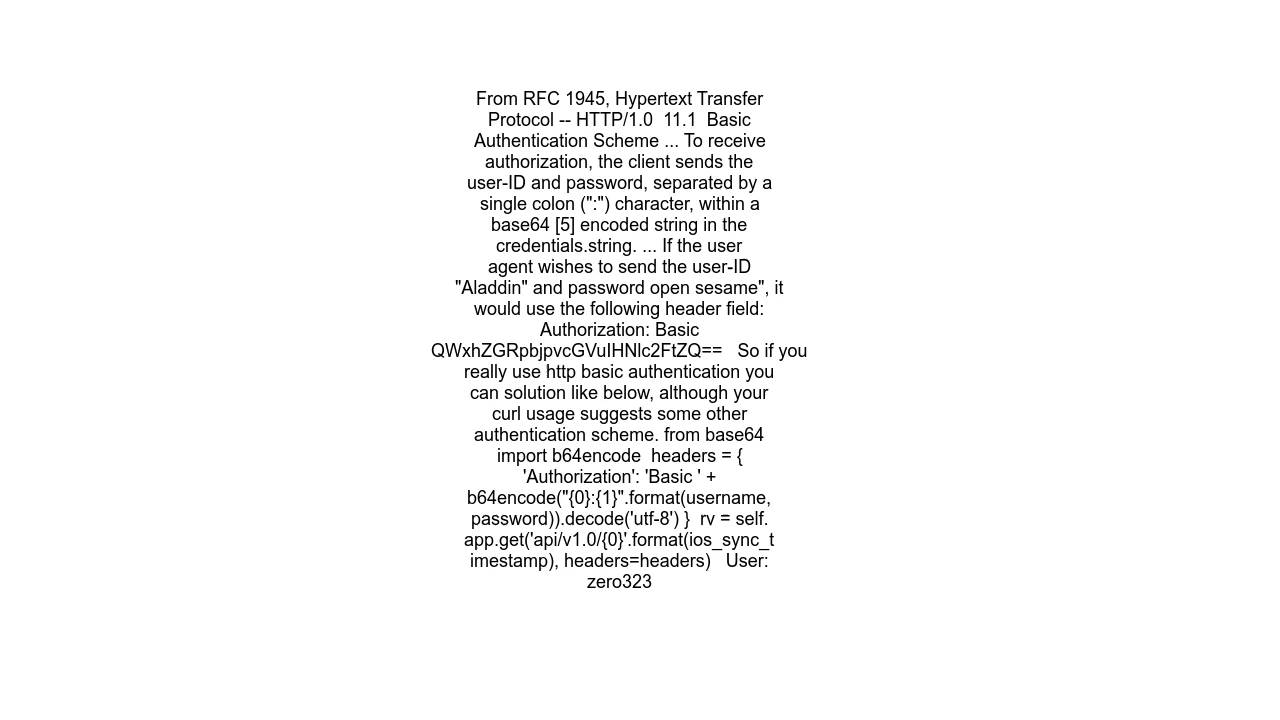 From RFC 1945, Hypertext Transfer
Protocol -- HTTP/1.0  11.1  Basic
Authentication Scheme ... To receive
authorization, the client sends the
user-ID and password, separated by a
single colon (":") character, within a
base64 [5] encoded string in the
credentials.string. ... If the user
agent wishes to send the user-ID
"Aladdin" and password open sesame", it
would use the following header field:
Authorization: Basic
QWxhZGRpbjpvcGVuIHNlc2FtZQ==   So if you
really use http basic authentication you
can solution like below, although your
curl usage suggests some other
authentication scheme. from base64
import b64encode  headers = {
'Authorization': 'Basic ' +
b64encode("{0}:{1}".format(username,
password)).decode('utf-8') }  rv = self.
app.get('api/v1.0/{0}'.format(ios_sync_t
imestamp), headers=headers)   User:
zero323